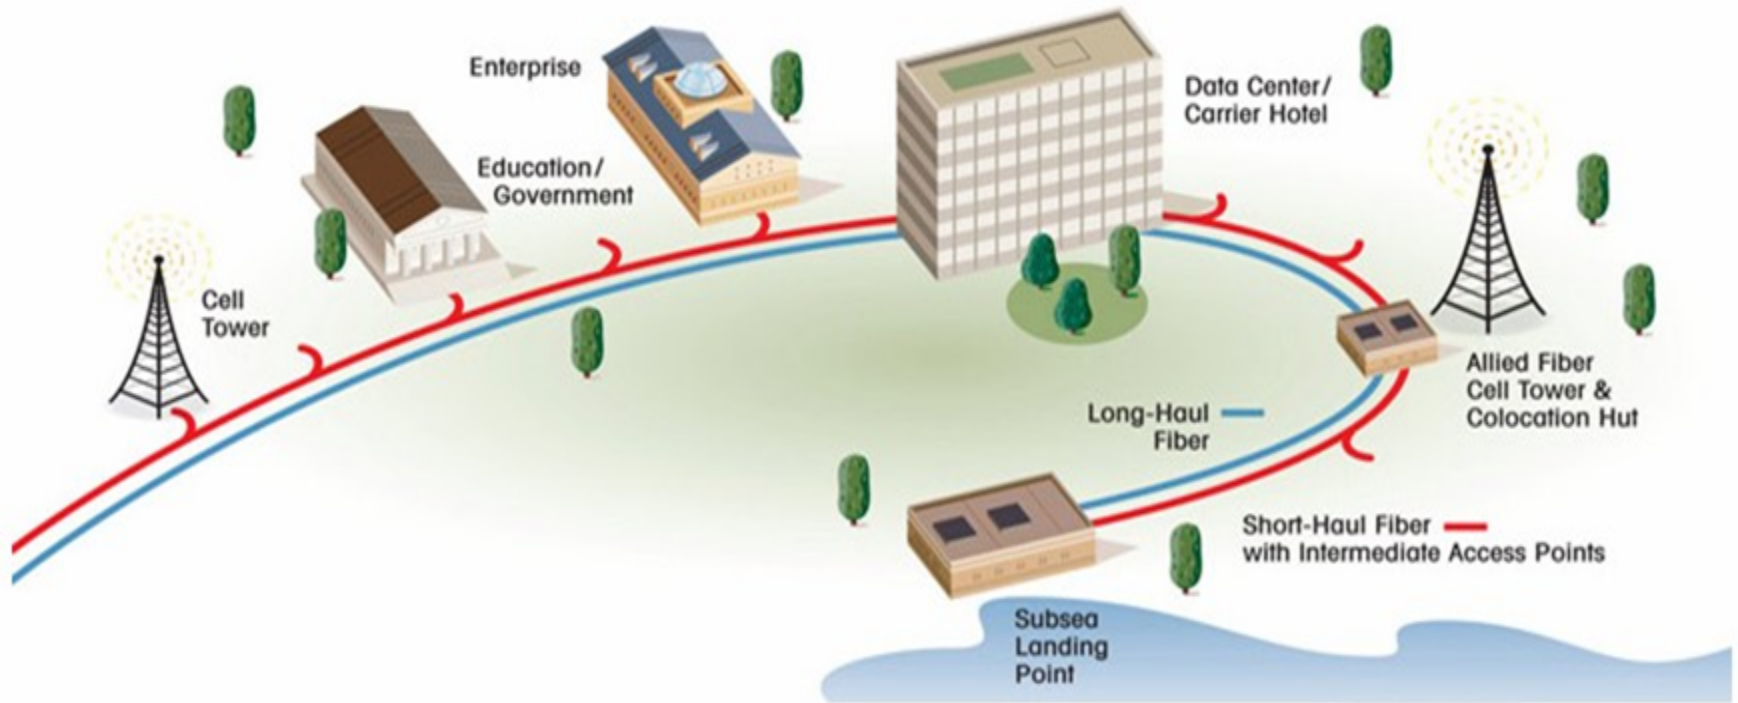 Enterprise
Data Center/
Carrier Hotel
Education/
Government
Cell
Tower
Allied Fiber
Cell Tower &
Colocation Hut
Long-Haul
Fiber
Short-Haul Fiber
with Intermediate Access Points
Subsea
Landing
Point